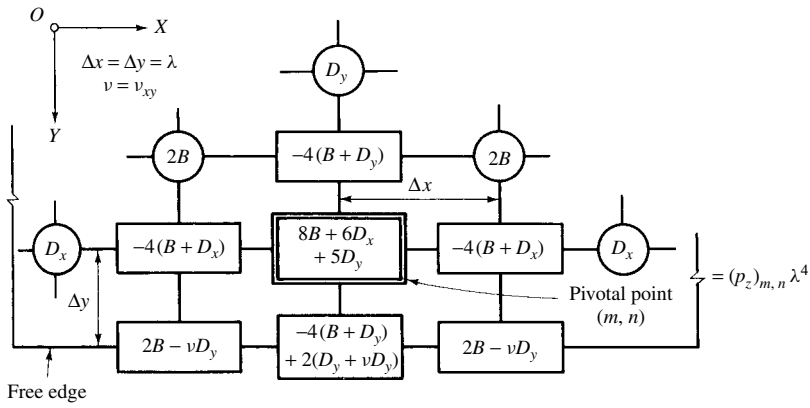 O
X
Δx = Δy = λ
ν = ν_xy
Y
D_y
2B
−4(B + D_y)
2B
Δx
D_x
−4(B + D_x)
8B + 6D_x
+ 5D_y
−4(B + D_x)
D_x
= (p_z)_{m, n} λ^4
Δy
Pivotal point
(m, n)
2B − νD_y
−4(B + D_y)
+ 2(D_y + νD_y)
2B − νD_y
Free edge